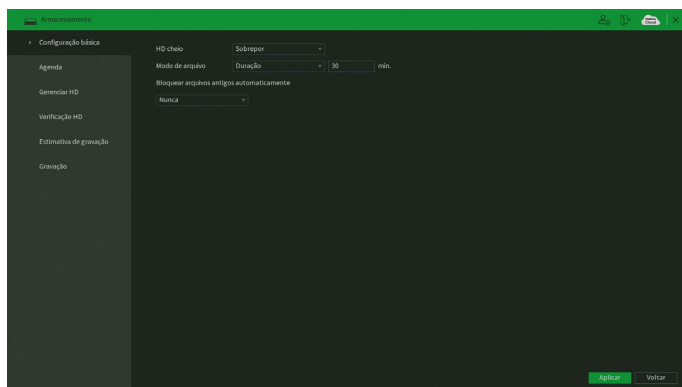 Armazenamento
Configuração básica
HD cheio Sobrepor
Agenda
Modo de arquivo Duração 30 min.
Bloquear arquivos antigos automaticamente
Gerenciar HD
Nunca
Verificação HD
Estimativa de gravação
Gravação
Aplicar Voltar